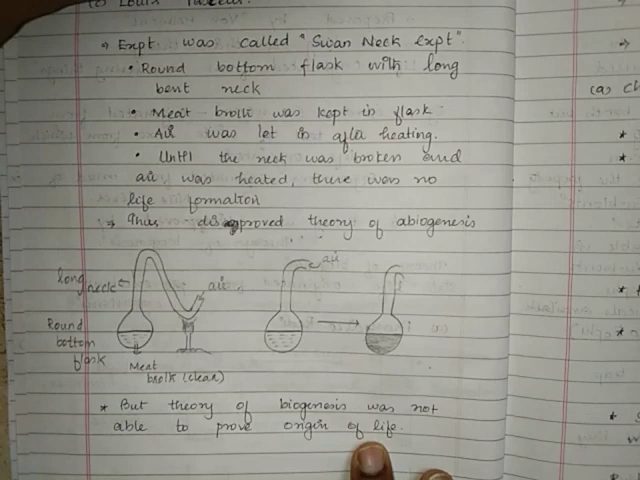 (c) Louis Pasteur.
⇒ Expt was called "Swan Neck expt".
• Round bottom flask with long
bent neck
• Meat broth was kept in flask.
• Air was let in after heating.
• Until the neck was broken and
air was heated, there was no
life formation
⇒ Thus disproved theory of abiogenesis
long neck
air
Round
bottom
flask
Meat
broth (clear)
air
* But theory of biogenesis was not
able to prove origin of life.
(a) Ch